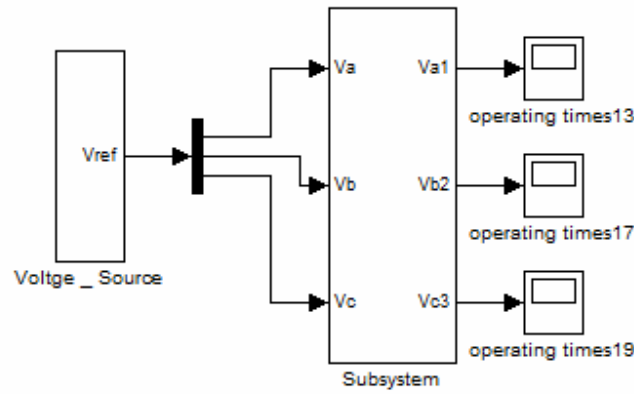 Va
Va1
operating times13
Vref
Vb
Vb2
operating times17
Voltge _ Source
Vc
Vc3
operating times19
Subsystem